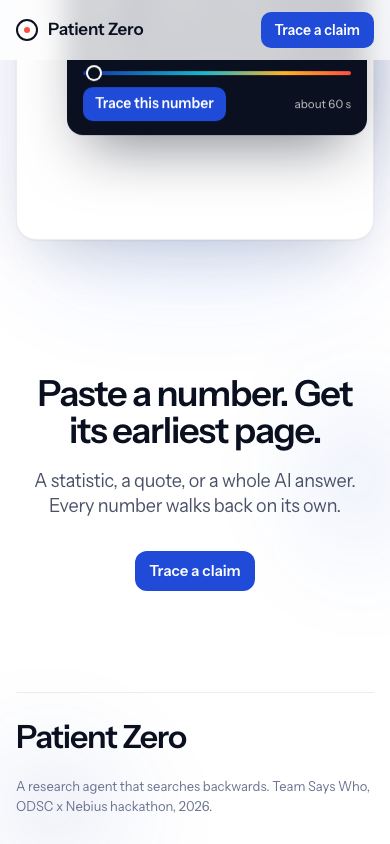 Patient Zero
Trace a claim
Trace this number
about 60 s
Paste a number. Get
its earliest page.
A statistic, a quote, or a whole AI answer.
Every number walks back on its own.
Trace a claim
Patient Zero
A research agent that searches backwards. Team Says Who,
ODSC x Nebius hackathon, 2026.